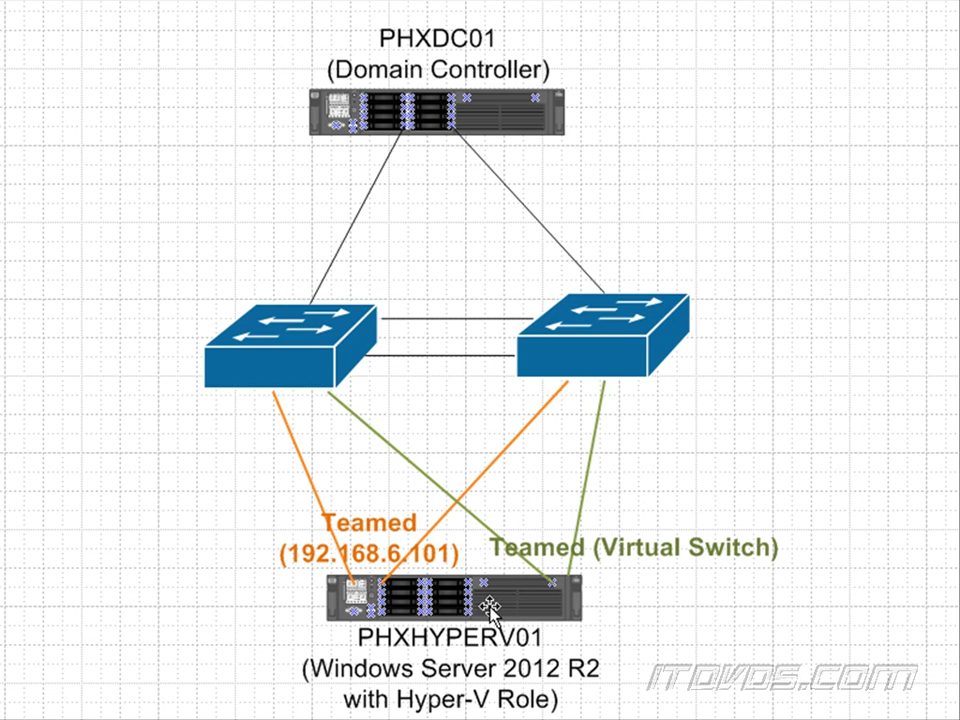 PHXDC01
(Domain Controller)
Teamed
(192.168.6.101)
Teamed (Virtual Switch)
PHXHYPERV01
(Windows Server 2012 R2
with Hyper-V Role)
ITDVDS.COM